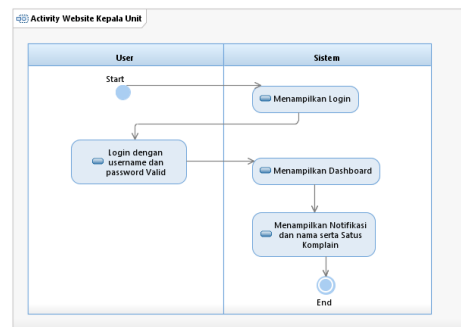 Activity Website Kepala Unit
User
Sistem
Start
Menampilkan Login
Login dengan
username dan
password Valid
Menampilkan Dashboard
Menampilkan Notifikasi
dan nama serta Satus
Komplain
End